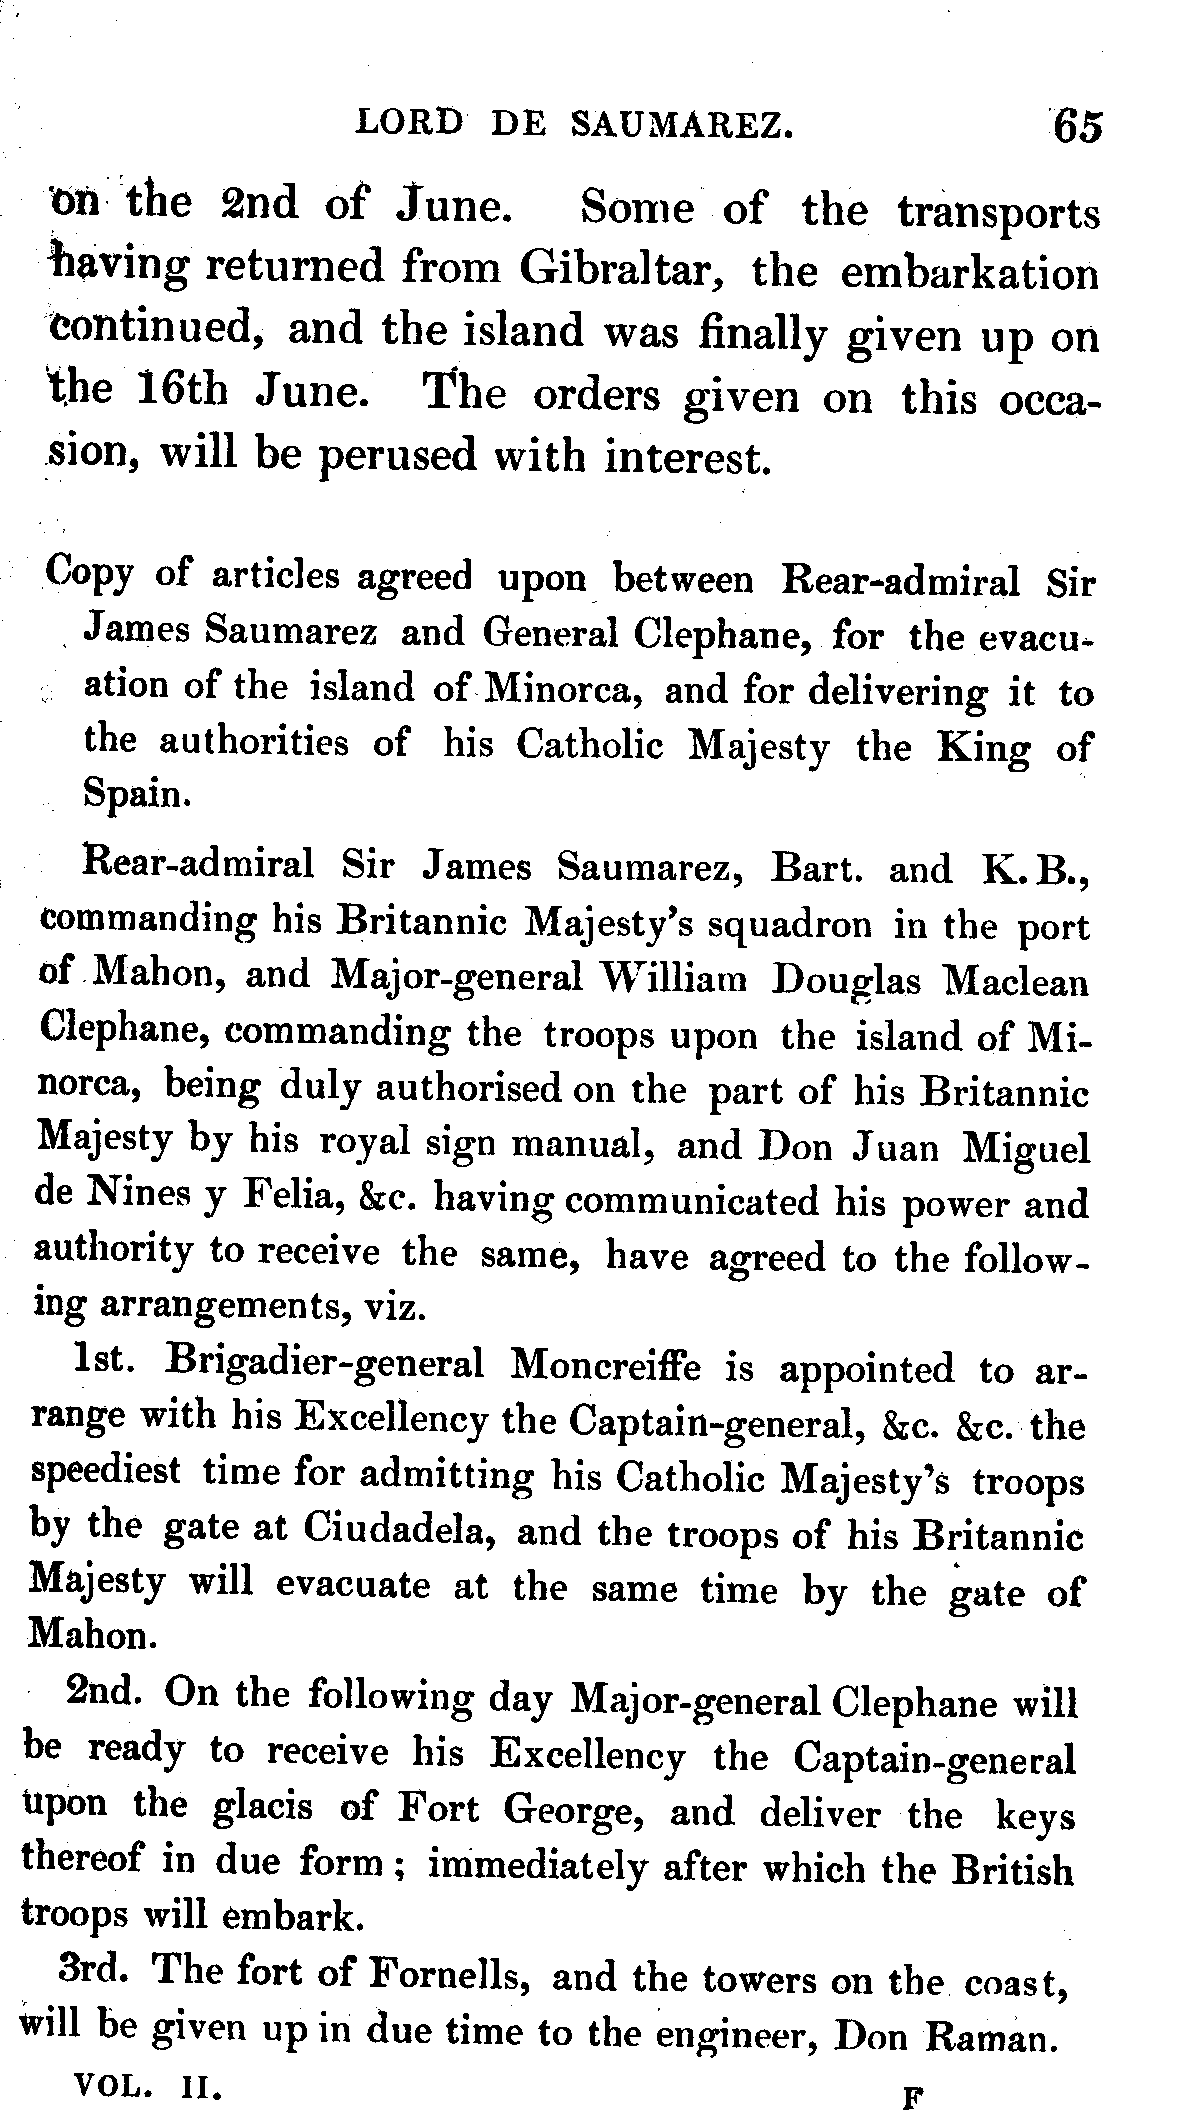 LORD DE SAUMAREZ. 65
on the 2nd of June. Some of the transports
having returned from Gibraltar, the embarkation
continued, and the island was finally given up on
the 16th June. The orders given on this occa-
sion, will be perused with interest.
Copy of articles agreed upon between Rear-admiral Sir
James Saumarez and General Clephane, for the evacu-
ation of the island of Minorca, and for delivering it to
the authorities of his Catholic Majesty the King of
Spain.
Rear-admiral Sir James Saumarez, Bart. and K. B.,
commanding his Britannic Majesty's squadron in the port
of Mahon, and Major-general William Douglas Maclean
Clephane, commanding the troops upon the island of Mi-
norca, being duly authorised on the part of his Britannic
Majesty by his royal sign manual, and Don Juan Miguel
de Nines y Felia, &c. having communicated his power and
authority to receive the same, have agreed to the follow-
ing arrangements, viz.
1st. Brigadier-general Moncreiffe is appointed to ar-
range with his Excellency the Captain-general, &c. &c. the
speediest time for admitting his Catholic Majesty's troops
by the gate at Ciudadela, and the troops of his Britannic
Majesty will evacuate at the same time by the gate of
Mahon.
2nd. On the following day Major-general Clephane will
be ready to receive his Excellency the Captain-general
upon the glacis of Fort George, and deliver the keys
thereof in due form ; immediately after which the British
troops will embark.
3rd. The fort of Fornells, and the towers on the coast,
will be given up in due time to the engineer, Don Raman.
VOL. II. F